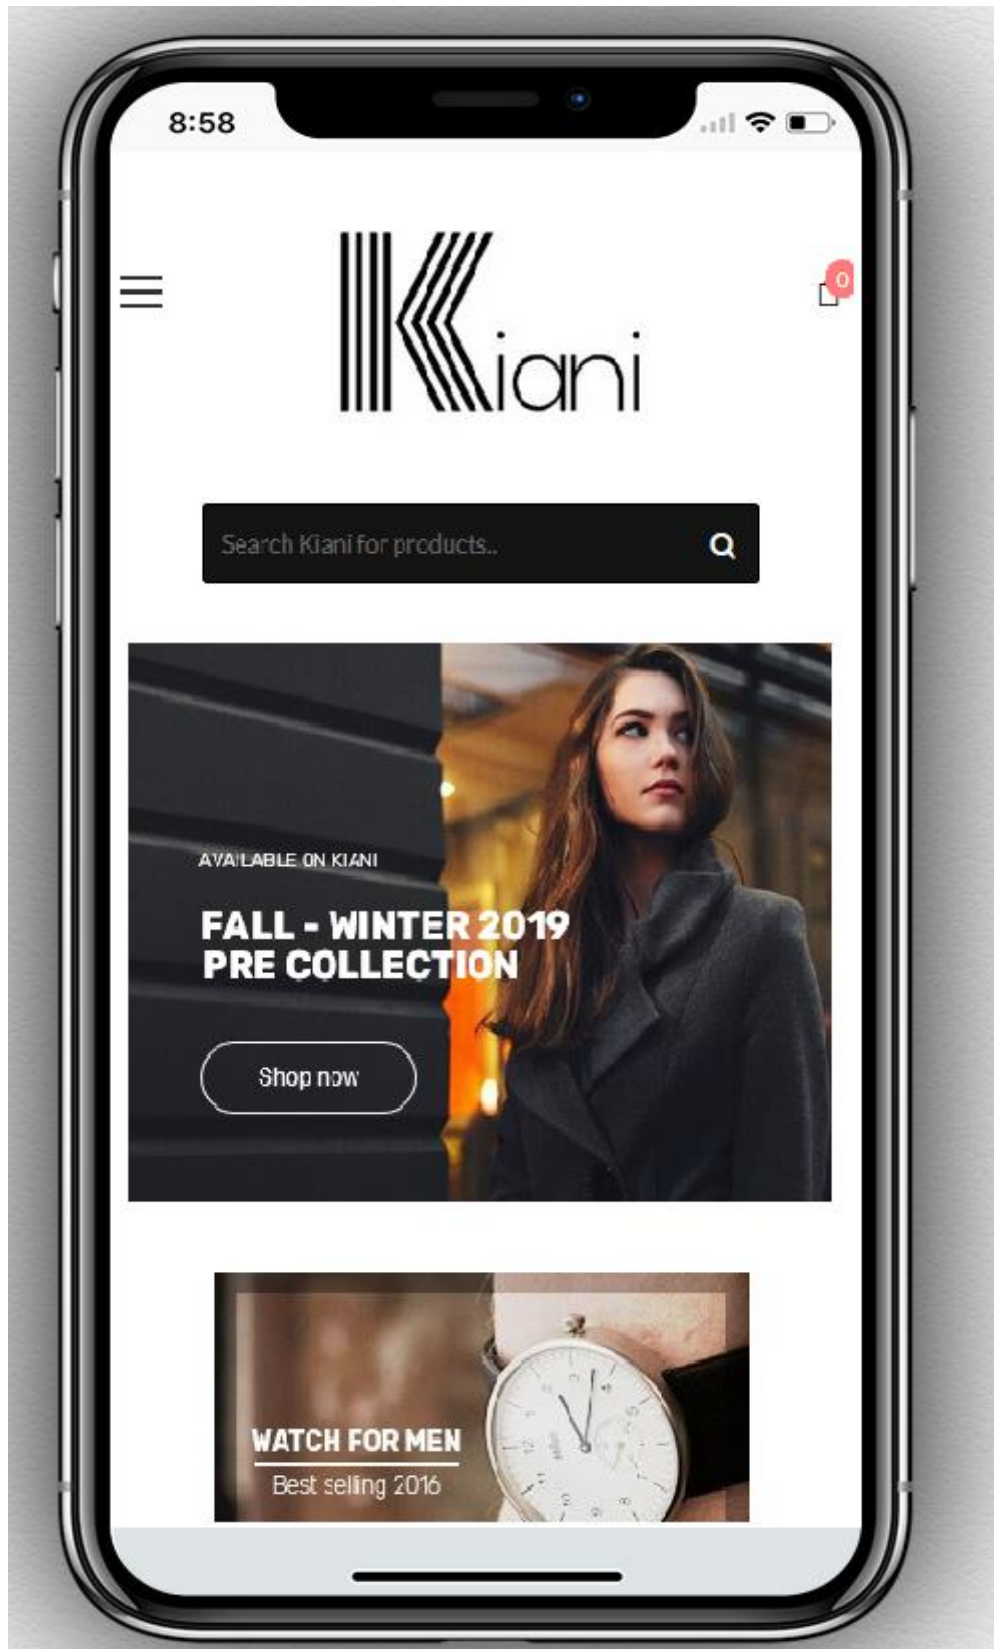 8:58
0
Kiani
Search Kiani for products..
AVAILABLE ON KIANI
FALL - WINTER 2019
PRE COLLECTION
Shop now
WATCH FOR MEN
Best selling 2016